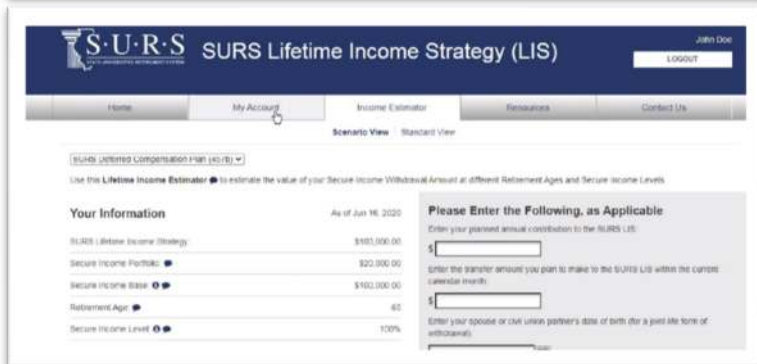 S·U·R·S
STATE UNIVERSITIES RETIREMENT SYSTEM
SURS Lifetime Income Strategy (LIS)
John Doe
LOGOUT
Home
My Account
Income Estimator
Resources
Contact Us
Scenario View
Standard View
SURS Deferred Compensation Plan (457b)
Use this Lifetime Income Estimator to estimate the value of your Secure Income Withdrawal Amount at different Retirement Ages and Secure Income Levels
Your Information As of Jun 16, 2020
SURS Lifetime Income Strategy $100,000.00
Secure Income Portfolio $20,000.00
Secure Income Base $100,000.00
Retirement Age 65
Secure Income Level 100%
Please Enter the Following, as Applicable
Enter your planned annual contribution to the SURS LIS:
$
Enter the transfer amount you plan to make to the SURS LIS within the current
calendar month:
$
Enter your spouse or civil union partner's date of birth (for a joint life form of
withdrawal):